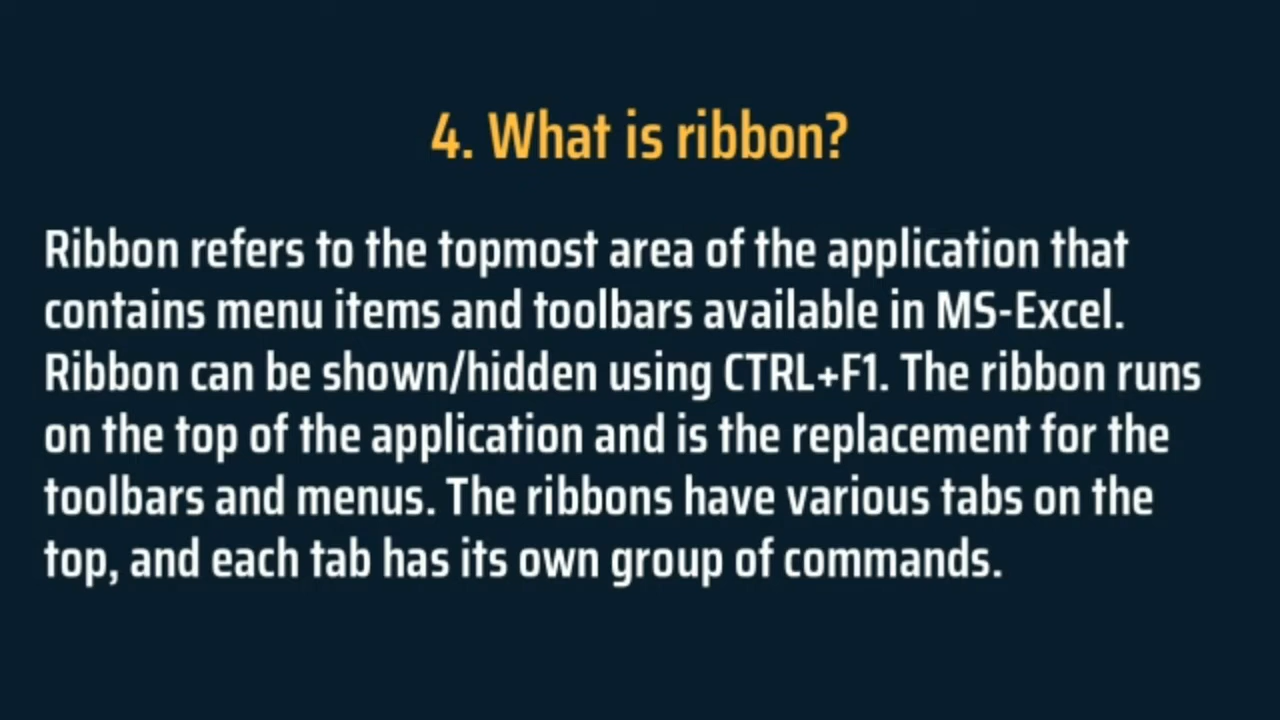 4. What is ribbon?
Ribbon refers to the topmost area of the application that
contains menu items and toolbars available in MS-Excel.
Ribbon can be shown/hidden using CTRL+F1. The ribbon runs
on the top of the application and is the replacement for the
toolbars and menus. The ribbons have various tabs on the
top, and each tab has its own group of commands.